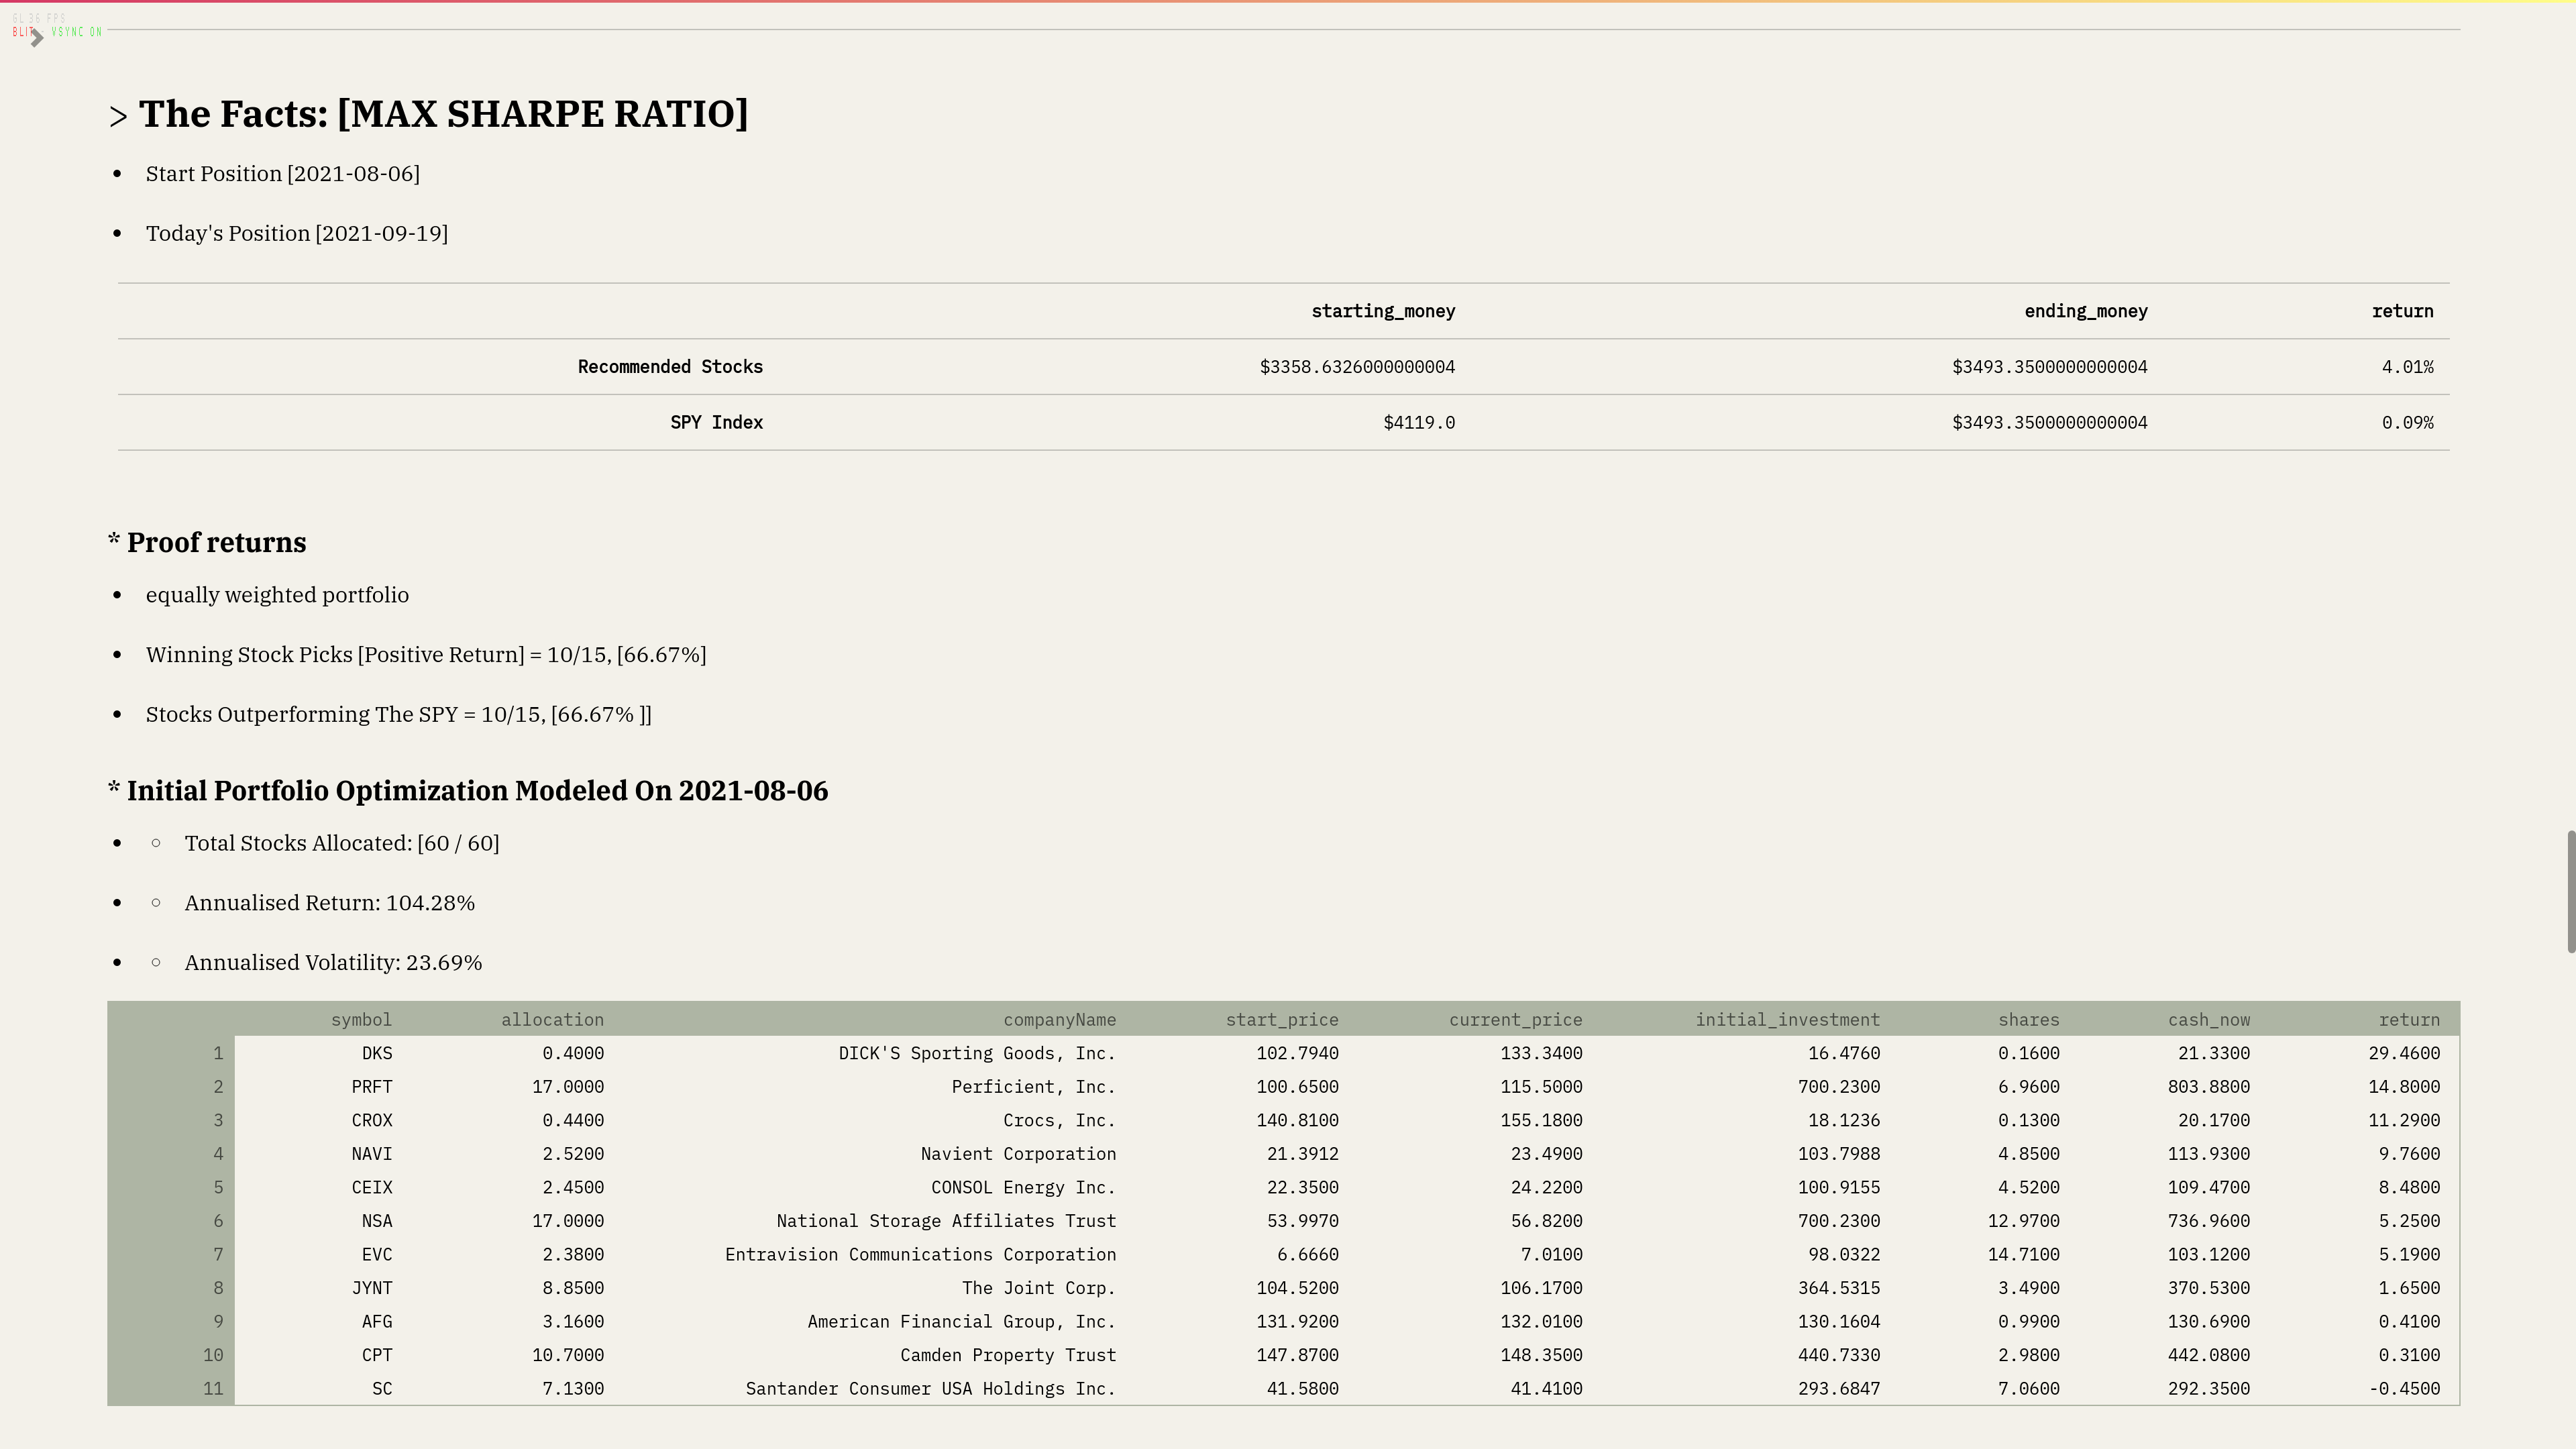 GL 36 FPS
BLIT - VSYNC ON
> The Facts: [MAX SHARPE RATIO]
• Start Position [2021-08-06]
• Today's Position [2021-09-19]
starting_money ending_money return
Recommended Stocks $3358.6326000000004 $3493.3500000000004 4.01%
SPY Index $4119.0 $3493.3500000000004 0.09%
* Proof returns
• equally weighted portfolio
• Winning Stock Picks [Positive Return] = 10/15, [66.67%]
• Stocks Outperforming The SPY = 10/15, [66.67% ]]
* Initial Portfolio Optimization Modeled On 2021-08-06
• ◦ Total Stocks Allocated: [60 / 60]
• ◦ Annualised Return: 104.28%
• ◦ Annualised Volatility: 23.69%
symbol allocation companyName start_price current_price initial_investment shares cash_now return
1 DKS 0.4000 DICK'S Sporting Goods, Inc. 102.7940 133.3400 16.4760 0.1600 21.3300 29.4600
2 PRFT 17.0000 Perficient, Inc. 100.6500 115.5000 700.2300 6.9600 803.8800 14.8000
3 CROX 0.4400 Crocs, Inc. 140.8100 155.1800 18.1236 0.1300 20.1700 11.2900
4 NAVI 2.5200 Navient Corporation 21.3912 23.4900 103.7988 4.8500 113.9300 9.7600
5 CEIX 2.4500 CONSOL Energy Inc. 22.3500 24.2200 100.9155 4.5200 109.4700 8.4800
6 NSA 17.0000 National Storage Affiliates Trust 53.9970 56.8200 700.2300 12.9700 736.9600 5.2500
7 EVC 2.3800 Entravision Communications Corporation 6.6660 7.0100 98.0322 14.7100 103.1200 5.1900
8 JYNT 8.8500 The Joint Corp. 104.5200 106.1700 364.5315 3.4900 370.5300 1.6500
9 AFG 3.1600 American Financial Group, Inc. 131.9200 132.0100 130.1604 0.9900 130.6900 0.4100
10 CPT 10.7000 Camden Property Trust 147.8700 148.3500 440.7330 2.9800 442.0800 0.3100
11 SC 7.1300 Santander Consumer USA Holdings Inc. 41.5800 41.4100 293.6847 7.0600 292.3500 -0.4500